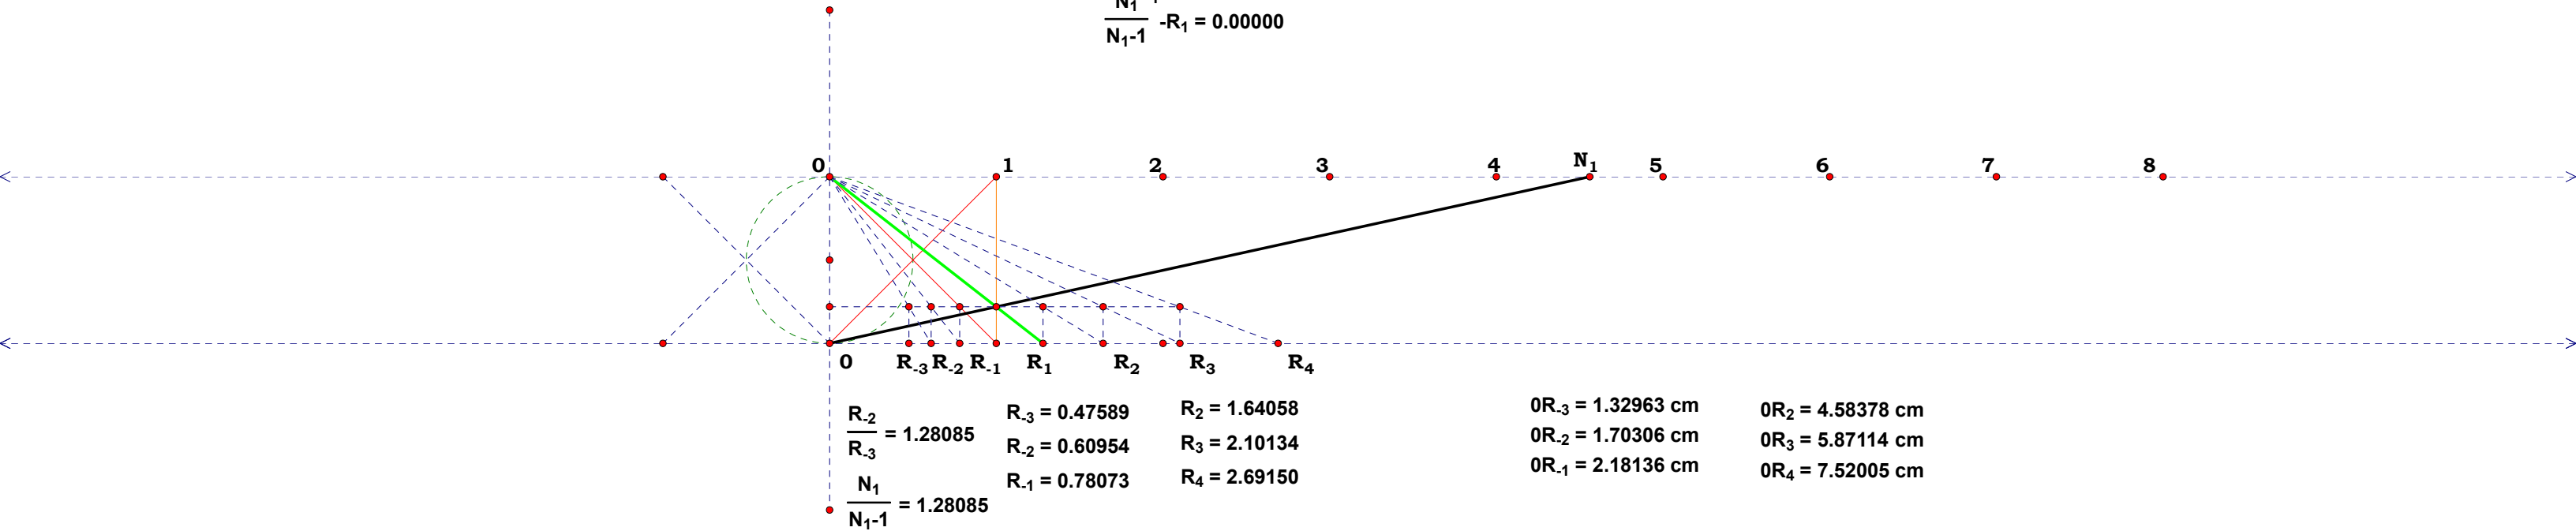 N₁
-R₁ = 0.00000
N₁-1
0 1 2 3 4 N₁ 5 6 7 8
0 R₋₃ R₋₂ R₋₁ R₁ R₂ R₃ R₄
R₋₂
R₋₃
= 1.28085
N₁
N₁-1
= 1.28085
R₋₃ = 0.47589
R₋₂ = 0.60954
R₋₁ = 0.78073
R₂ = 1.64058
R₃ = 2.10134
R₄ = 2.69150
0R₋₃ = 1.32963 cm
0R₋₂ = 1.70306 cm
0R₋₁ = 2.18136 cm
0R₂ = 4.58378 cm
0R₃ = 5.87114 cm
0R₄ = 7.52005 cm